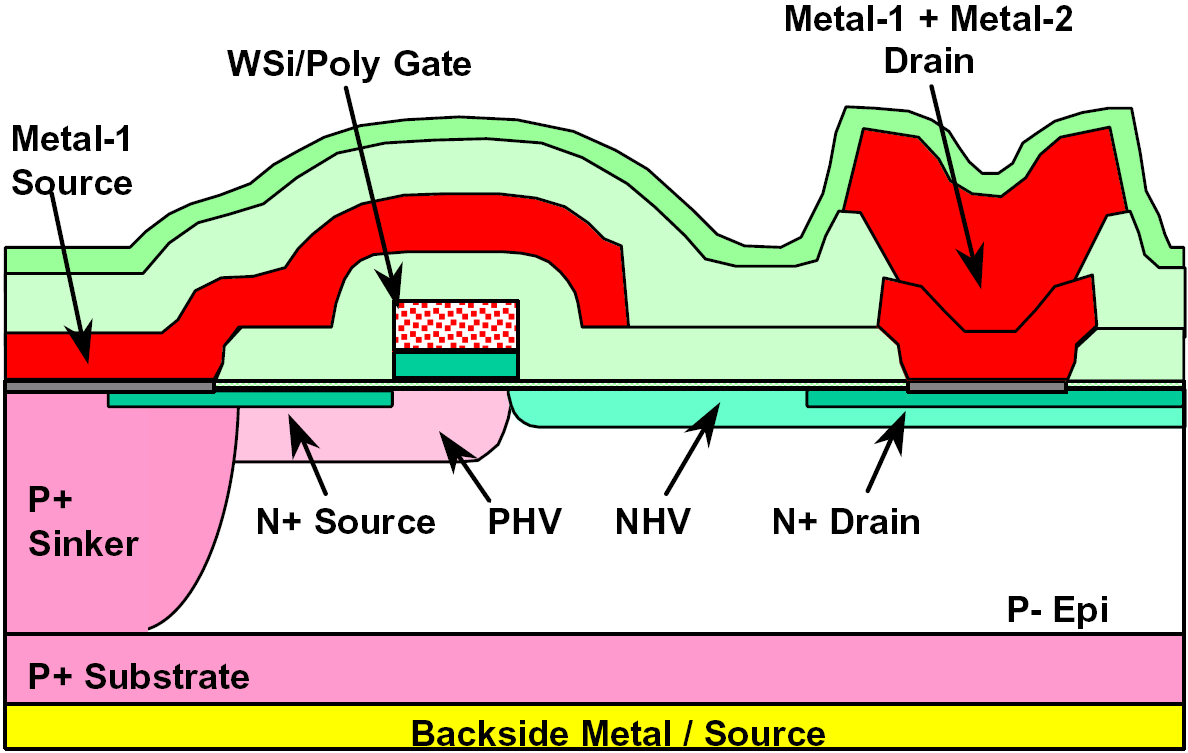 Metal-1 + Metal-2
Drain
WSi/Poly Gate
Metal-1
Source
N+ Source
PHV
NHV
N+ Drain
P+
Sinker
P- Epi
P+ Substrate
Backside Metal / Source